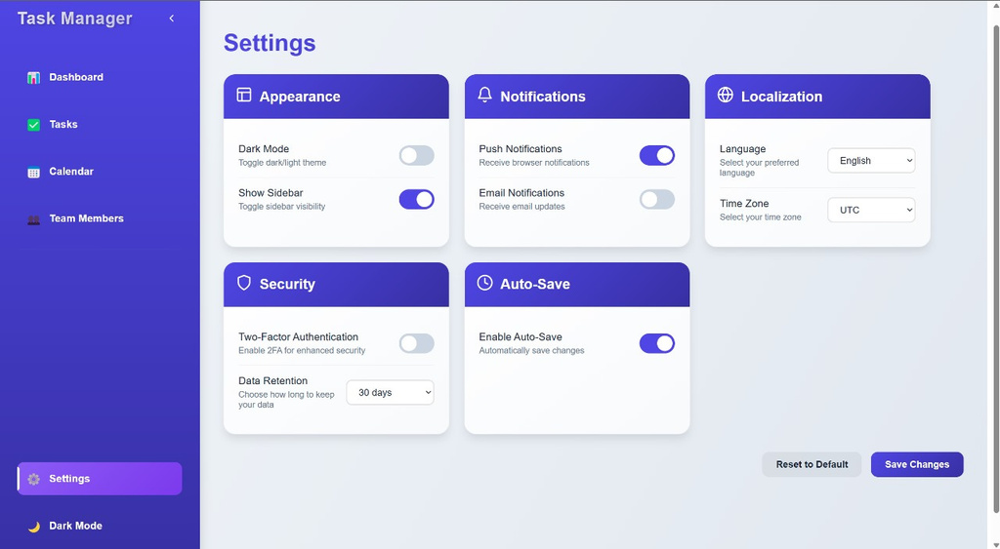 Task Manager
Dashboard
Tasks
Calendar
Team Members
Settings
Dark Mode
Settings
Appearance
Dark Mode
Toggle dark/light theme
Show Sidebar
Toggle sidebar visibility
Notifications
Push Notifications
Receive browser notifications
Email Notifications
Receive email updates
Localization
Language
Select your preferred
language
English
Time Zone
Select your time zone
UTC
Security
Two-Factor Authentication
Enable 2FA for enhanced security
Data Retention
Choose how long to keep
your data
30 days
Auto-Save
Enable Auto-Save
Automatically save changes
Reset to Default
Save Changes